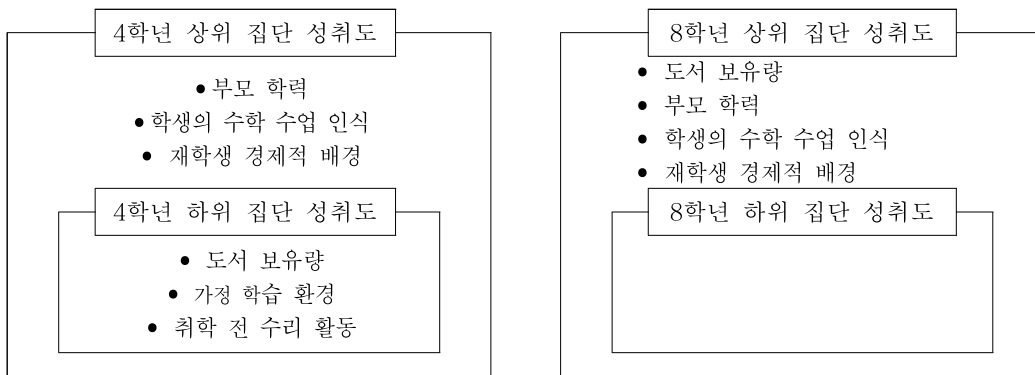 4학년 상위 집단 성취도
•부모 학력
•학생의 수학 수업 인식
• 재학생 경제적 배경
4학년 하위 집단 성취도
• 도서 보유량
• 가정 학습 환경
• 취학 전 수리 활동
8학년 상위 집단 성취도
• 도서 보유량
• 부모 학력
• 학생의 수학 수업 인식
• 재학생 경제적 배경
8학년 하위 집단 성취도